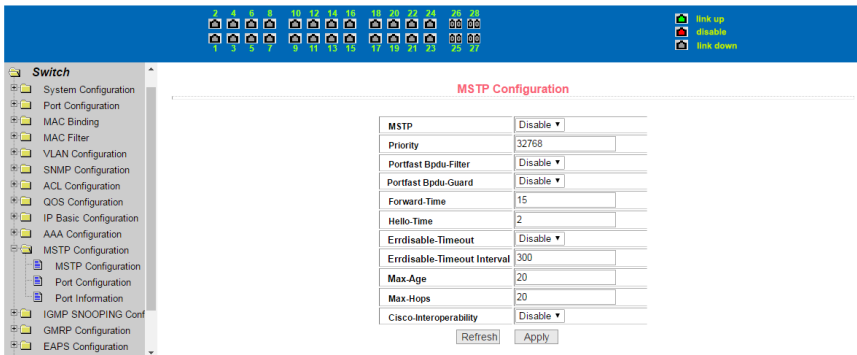 2 4 6 8 10 12 14 16 18 20 22 24 26 28
1 3 5 7 9 11 13 15 17 19 21 23 25 27
link up
disable
link down
Switch
System Configuration
Port Configuration
MAC Binding
MAC Filter
VLAN Configuration
SNMP Configuration
ACL Configuration
QOS Configuration
IP Basic Configuration
AAA Configuration
MSTP Configuration
MSTP Configuration
Port Configuration
Port Information
IGMP SNOOPING Conf
GMRP Configuration
EAPS Configuration
MSTP Configuration
MSTP Disable
Priority 32768
Portfast Bpdu-Filter Disable
Portfast Bpdu-Guard Disable
Forward-Time 15
Hello-Time 2
Errdisable-Timeout Disable
Errdisable-Timeout Interval 300
Max-Age 20
Max-Hops 20
Cisco-Interoperability Disable
Refresh Apply